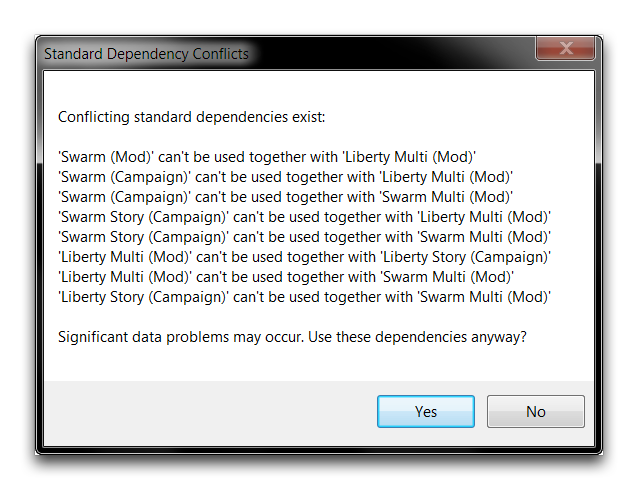 Standard Dependency Conflicts
Conflicting standard dependencies exist:
'Swarm (Mod)' can't be used together with 'Liberty Multi (Mod)'
'Swarm (Campaign)' can't be used together with 'Liberty Multi (Mod)'
'Swarm (Campaign)' can't be used together with 'Swarm Multi (Mod)'
'Swarm Story (Campaign)' can't be used together with 'Liberty Multi (Mod)'
'Swarm Story (Campaign)' can't be used together with 'Swarm Multi (Mod)'
'Liberty Multi (Mod)' can't be used together with 'Liberty Story (Campaign)'
'Liberty Multi (Mod)' can't be used together with 'Swarm Multi (Mod)'
'Liberty Story (Campaign)' can't be used together with 'Swarm Multi (Mod)'
Significant data problems may occur. Use these dependencies anyway?
Yes
No